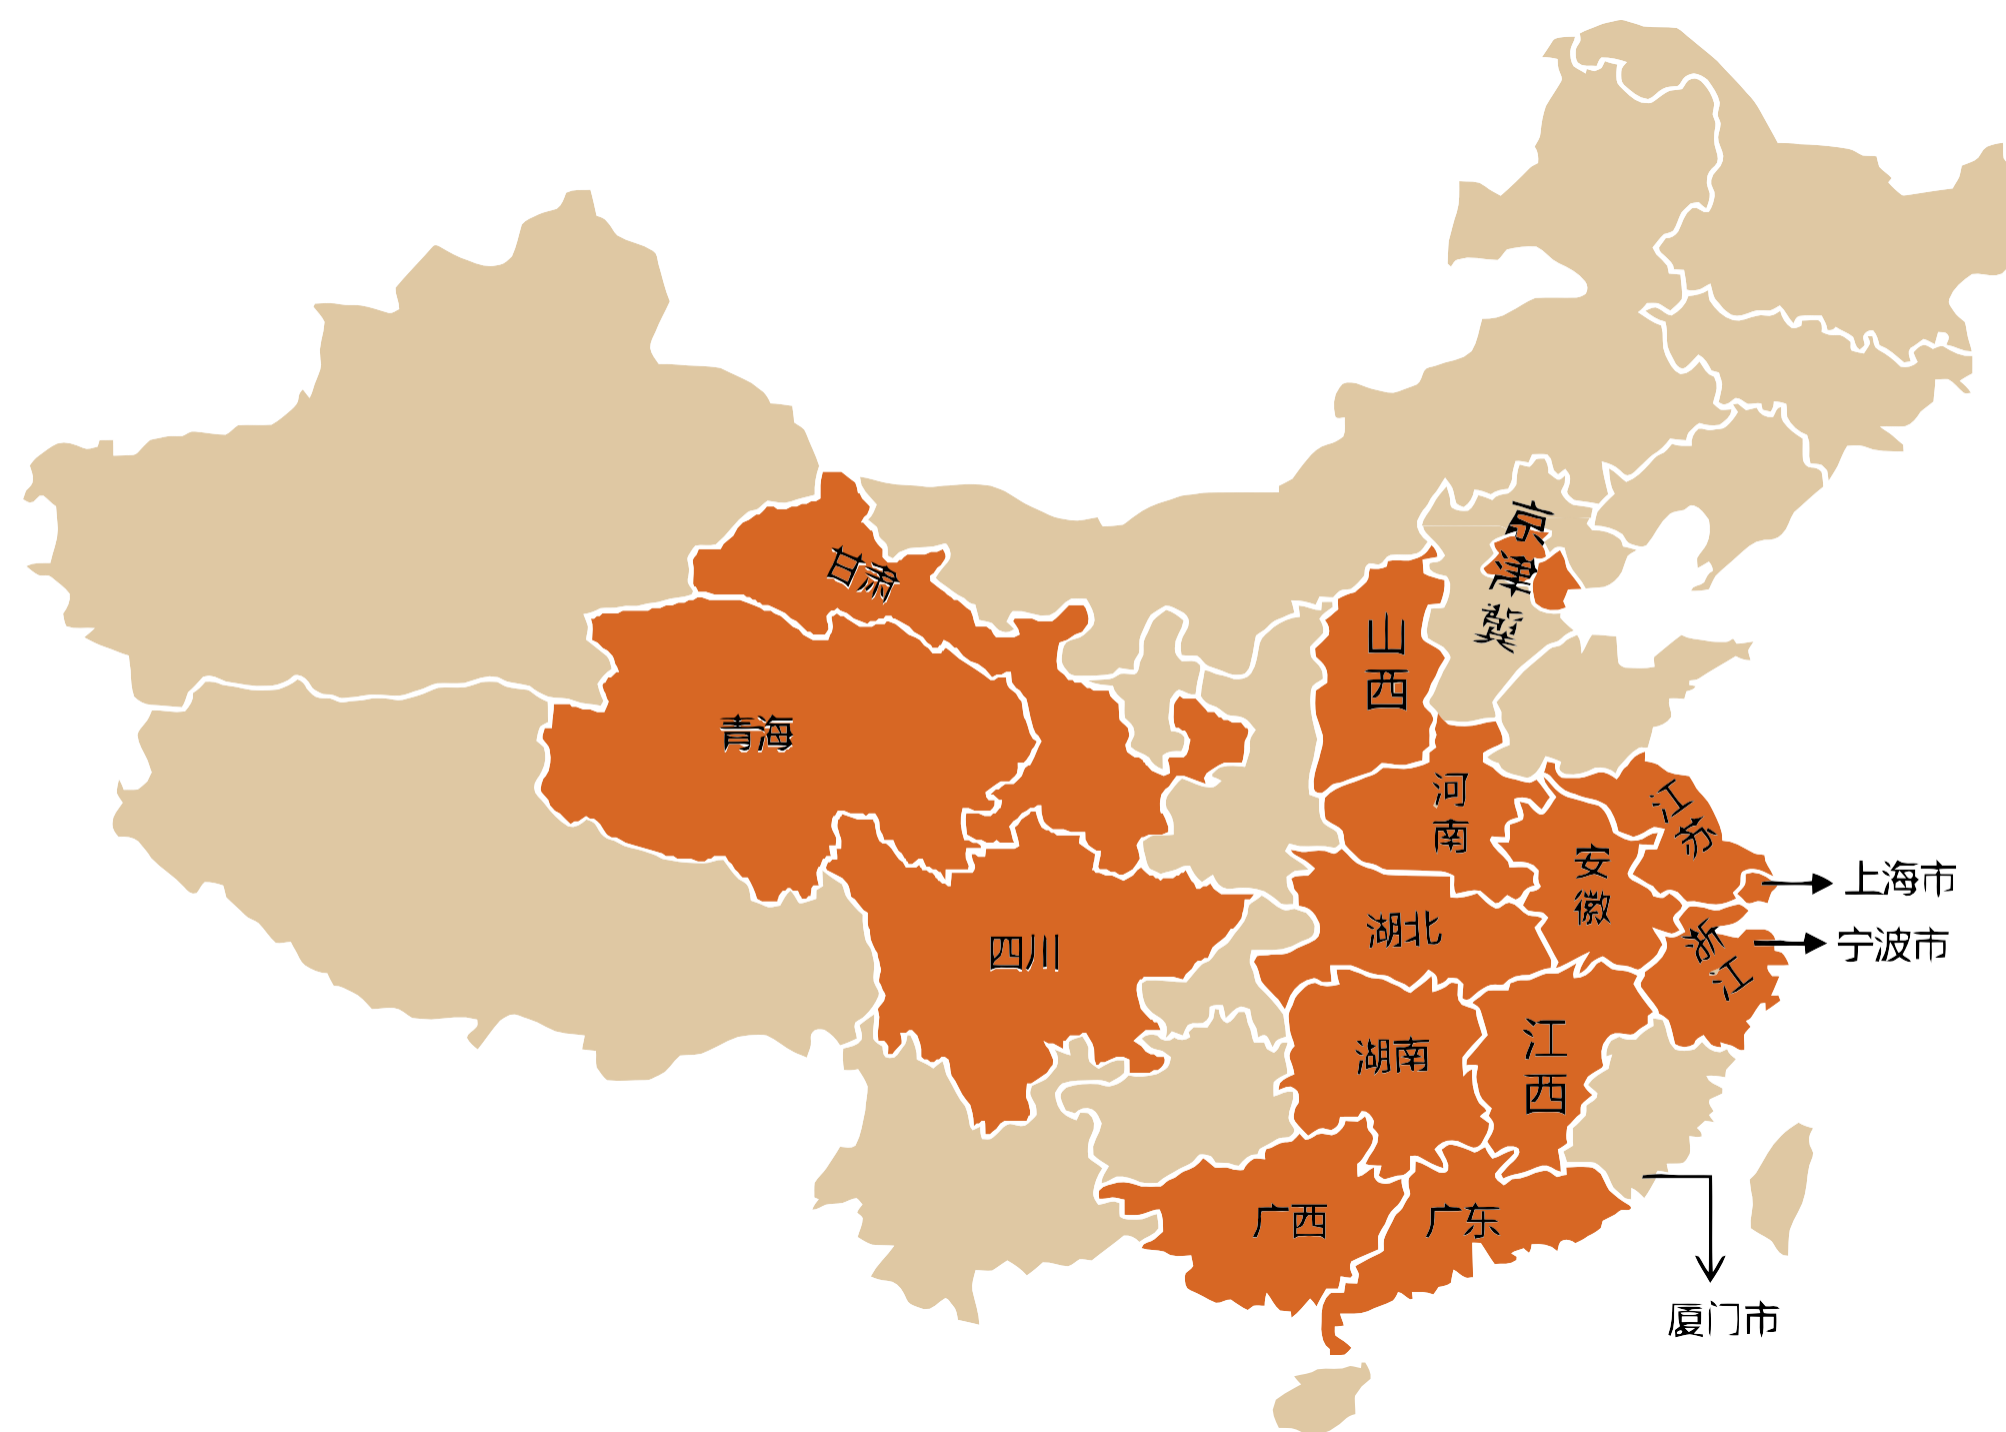 京津冀
甘肃
山西
青海
河南
江苏
安徽
上海市
湖北
浙江
宁波市
四川
湖南
江西
广西
广东
厦门市